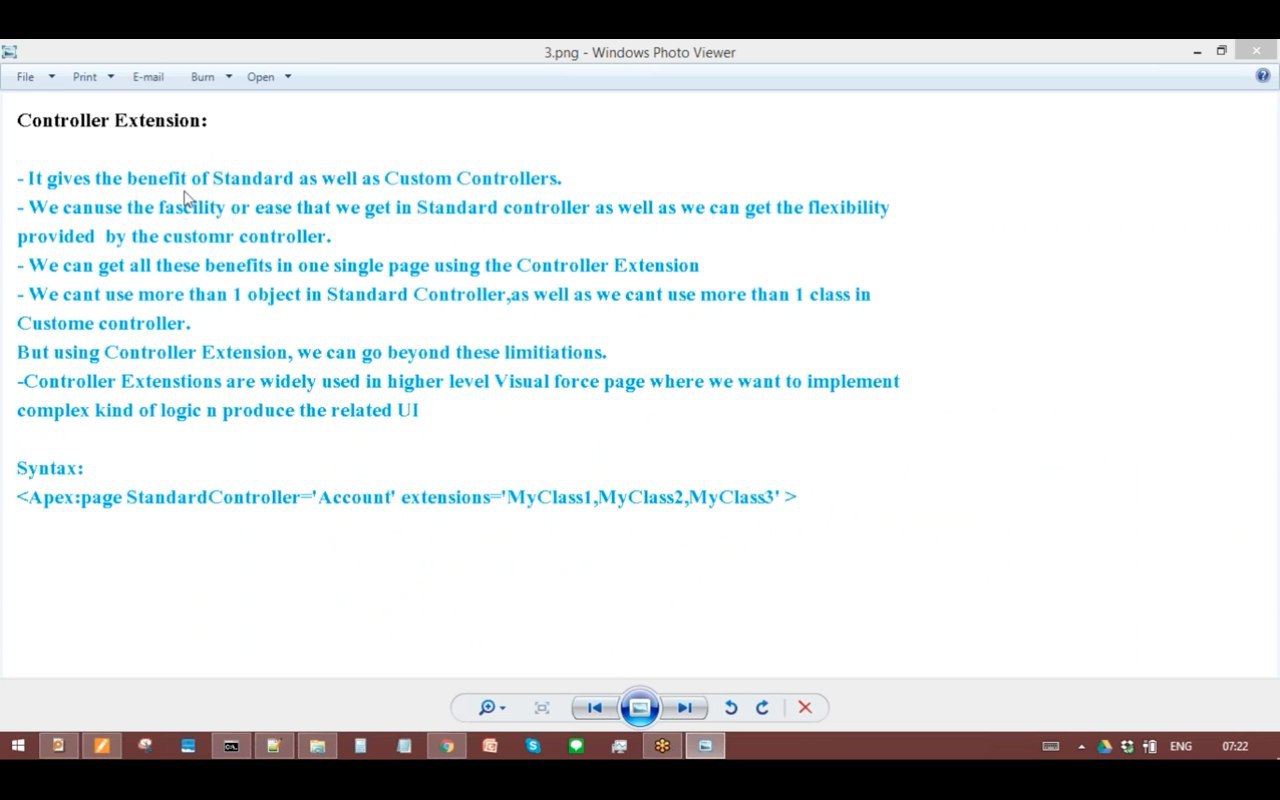 3.png - Windows Photo Viewer
File Print E-mail Burn Open
Controller Extension:
- It gives the benefit of Standard as well as Custom Controllers.
- We canuse the fascility or ease that we get in Standard controller as well as we can get the flexibility
provided by the customr controller.
- We can get all these benefits in one single page using the Controller Extension
- We cant use more than 1 object in Standard Controller,as well as we cant use more than 1 class in
Custome controller.
But using Controller Extension, we can go beyond these limitiations.
-Controller Extenstions are widely used in higher level Visual force page where we want to implement
complex kind of logic n produce the related UI
Syntax:
<Apex:page StandardController='Account' extensions='MyClass1,MyClass2,MyClass3' >
ENG 07:22